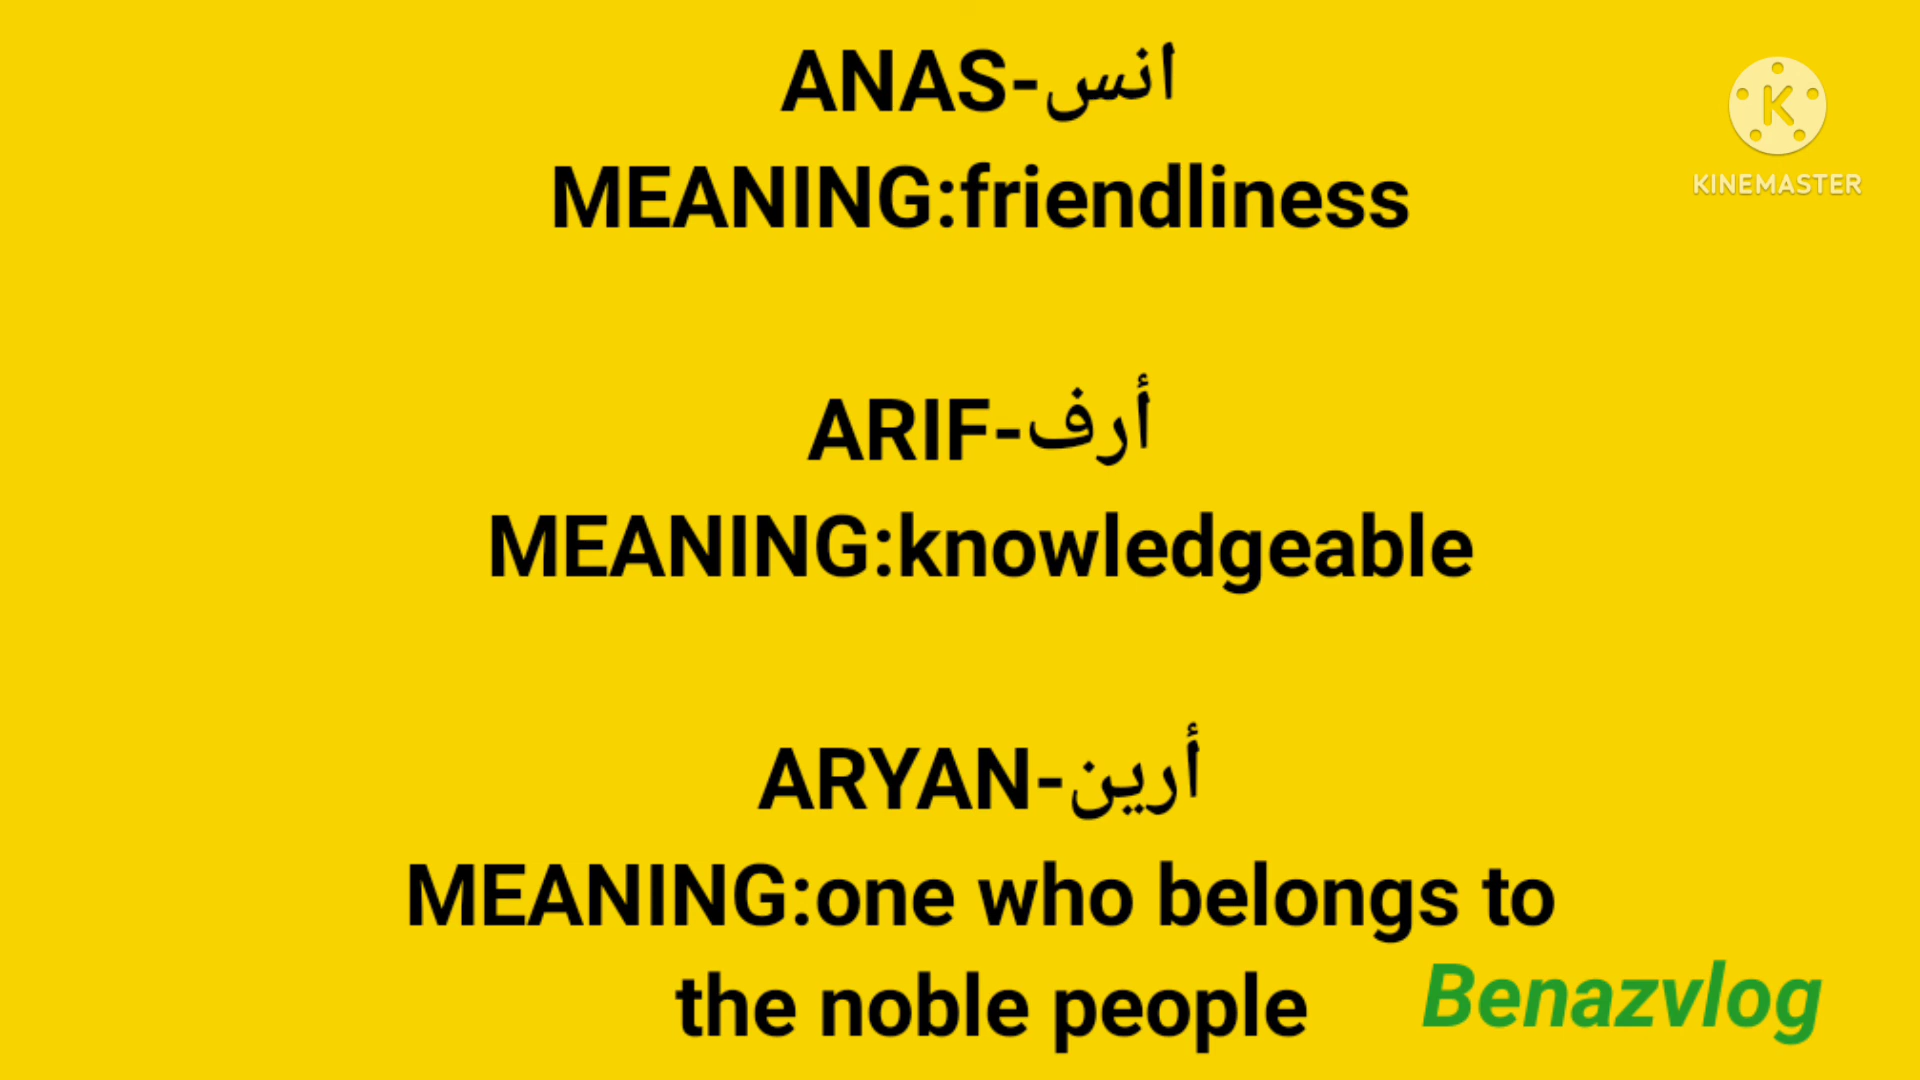 ANAS-انس
MEANING:friendliness
ARIF-أرف
MEANING:knowledgeable
ARYAN-أرين
MEANING:one who belongs to
the noble people
K
KINEMASTER
Benazvlog